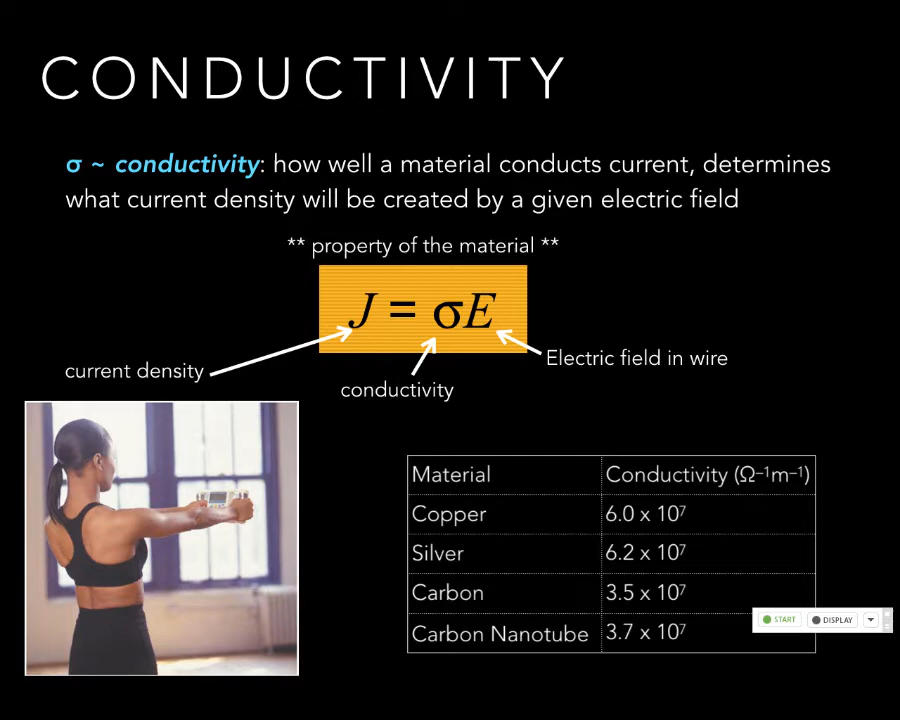 CONDUCTIVITY
σ ~ conductivity: how well a material conducts current, determines
what current density will be created by a given electric field
** property of the material **
J = σE
current density
conductivity
Electric field in wire
Material Conductivity (Ω⁻¹m⁻¹)
Copper 6.0 x 10⁷
Silver 6.2 x 10⁷
Carbon 3.5 x 10⁷
Carbon Nanotube 3.7 x 10⁷
START DISPLAY